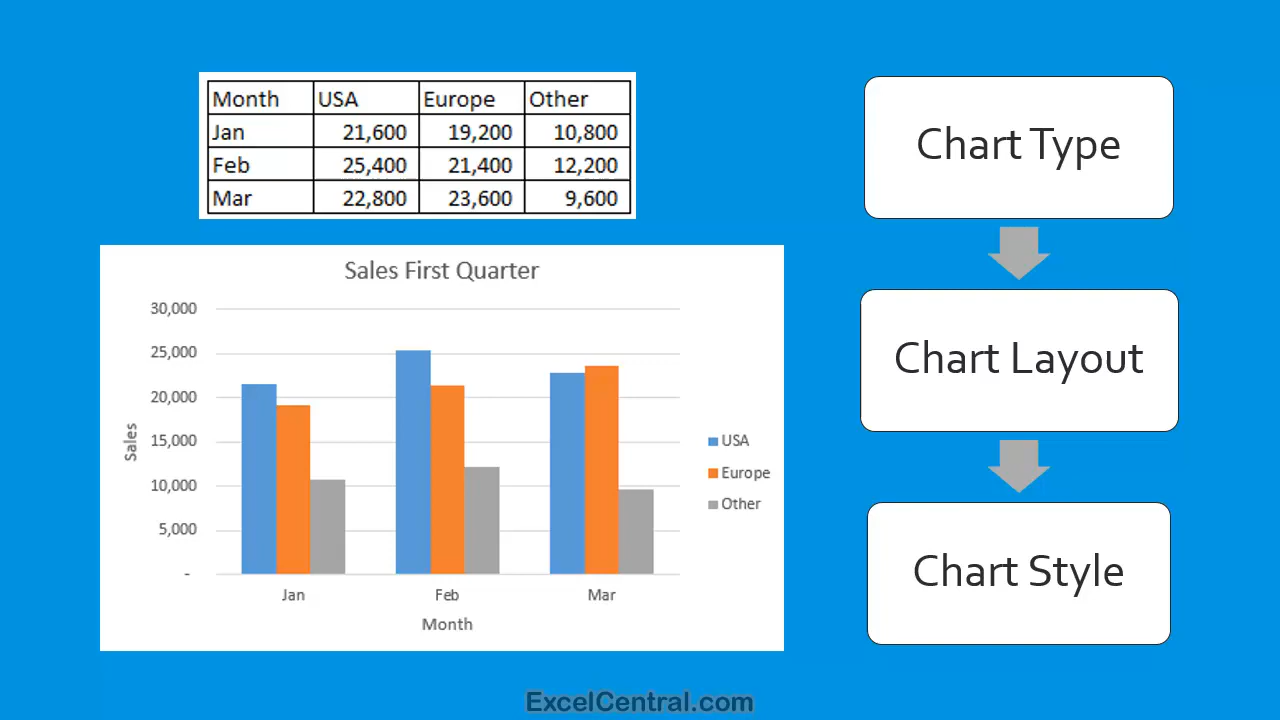 Month USA Europe Other
Jan 21,600 19,200 10,800
Feb 25,400 21,400 12,200
Mar 22,800 23,600 9,600
Sales First Quarter
30,000
25,000
20,000
15,000
10,000
5,000
-
Sales
Jan Feb Mar
Month
USA
Europe
Other
Chart Type
Chart Layout
Chart Style
ExcelCentral.com